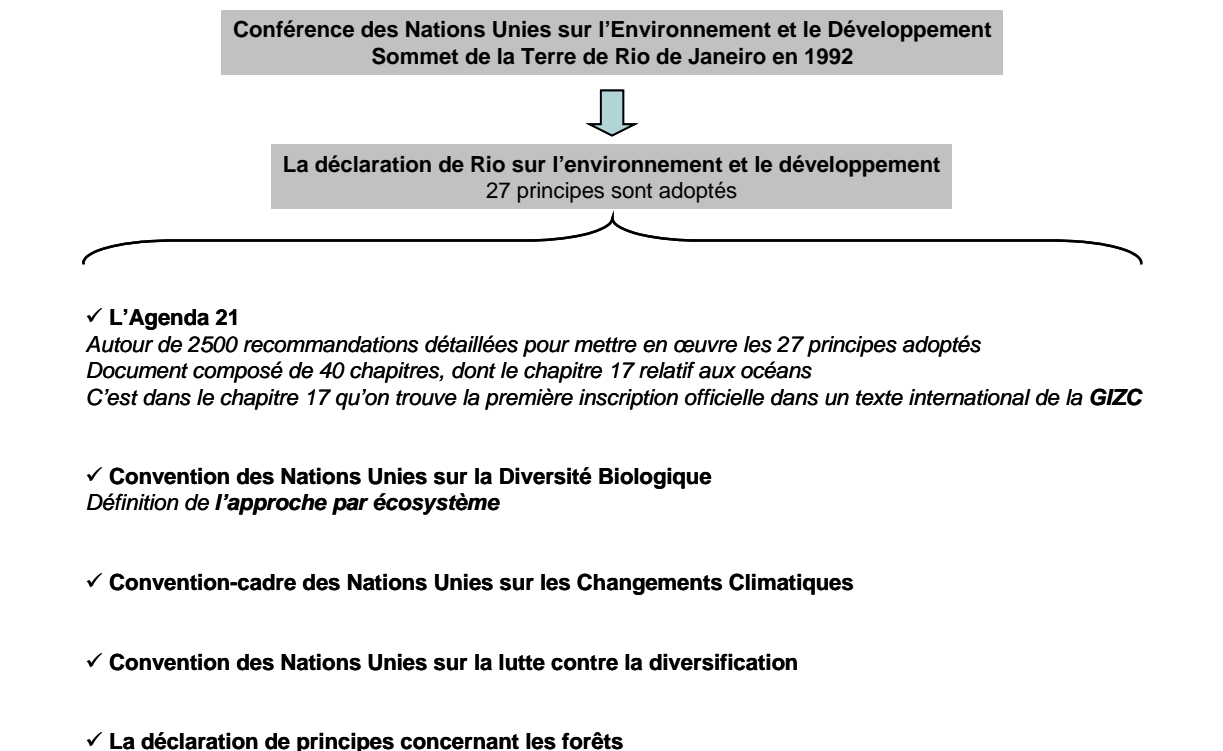 Conférence des Nations Unies sur l'Environnement et le Développement
Sommet de la Terre de Rio de Janeiro en 1992
La déclaration de Rio sur l'environnement et le développement
27 principes sont adoptés
✓ L'Agenda 21
Autour de 2500 recommandations détaillées pour mettre en œuvre les 27 principes adoptés
Document composé de 40 chapitres, dont le chapitre 17 relatif aux océans
C'est dans le chapitre 17 qu'on trouve la première inscription officielle dans un texte international de la GIZC
✓ Convention des Nations Unies sur la Diversité Biologique
Définition de l'approche par écosystème
✓ Convention-cadre des Nations Unies sur les Changements Climatiques
✓ Convention des Nations Unies sur la lutte contre la diversification
✓ La déclaration de principes concernant les forêts